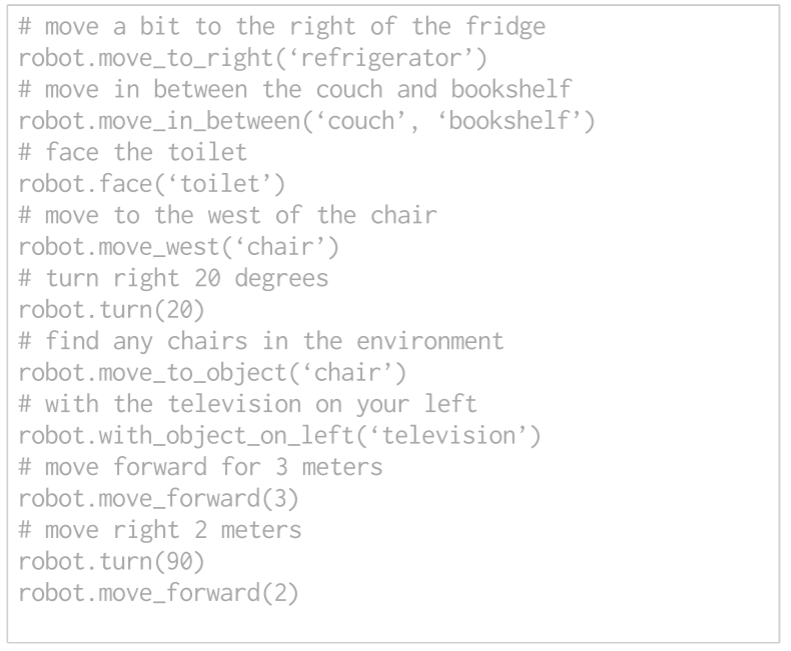 # move a bit to the right of the fridge
robot.move_to_right(‘refrigerator’)
# move in between the couch and bookshelf
robot.move_in_between(‘couch’, ‘bookshelf’)
# face the toilet
robot.face(‘toilet’)
# move to the west of the chair
robot.move_west(‘chair’)
# turn right 20 degrees
robot.turn(20)
# find any chairs in the environment
robot.move_to_object(‘chair’)
# with the television on your left
robot.with_object_on_left(‘television’)
# move forward for 3 meters
robot.move_forward(3)
# move right 2 meters
robot.turn(90)
robot.move_forward(2)